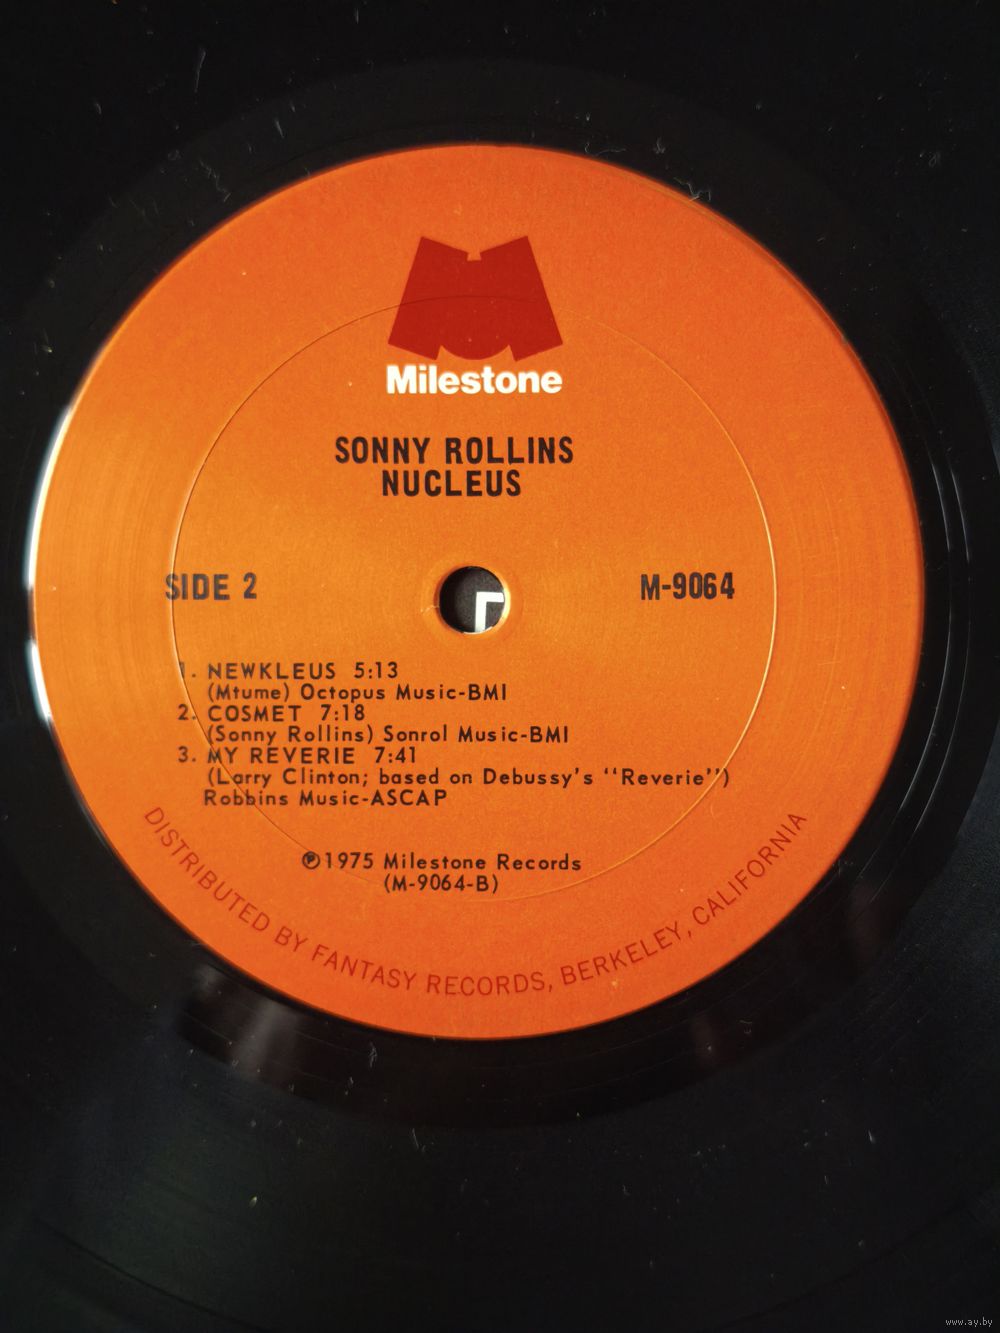 Milestone
SONNY ROLLINS
NUCLEUS
SIDE 2
M-9064
1. NEWKLEUS 5:13
(Mtume) Octopus Music-BMI
2. COSMET 7:18
(Sonny Rollins) Sonrol Music-BMI
3. MY REVERIE 7:41
(Larry Clinton; based on Debussy's "Reverie")
Robbins Music-ASCAP
℗1975 Milestone Records
(M-9064-B)
DISTRIBUTED BY FANTASY RECORDS, BERKELEY, CALIFORNIA
www.ay.by